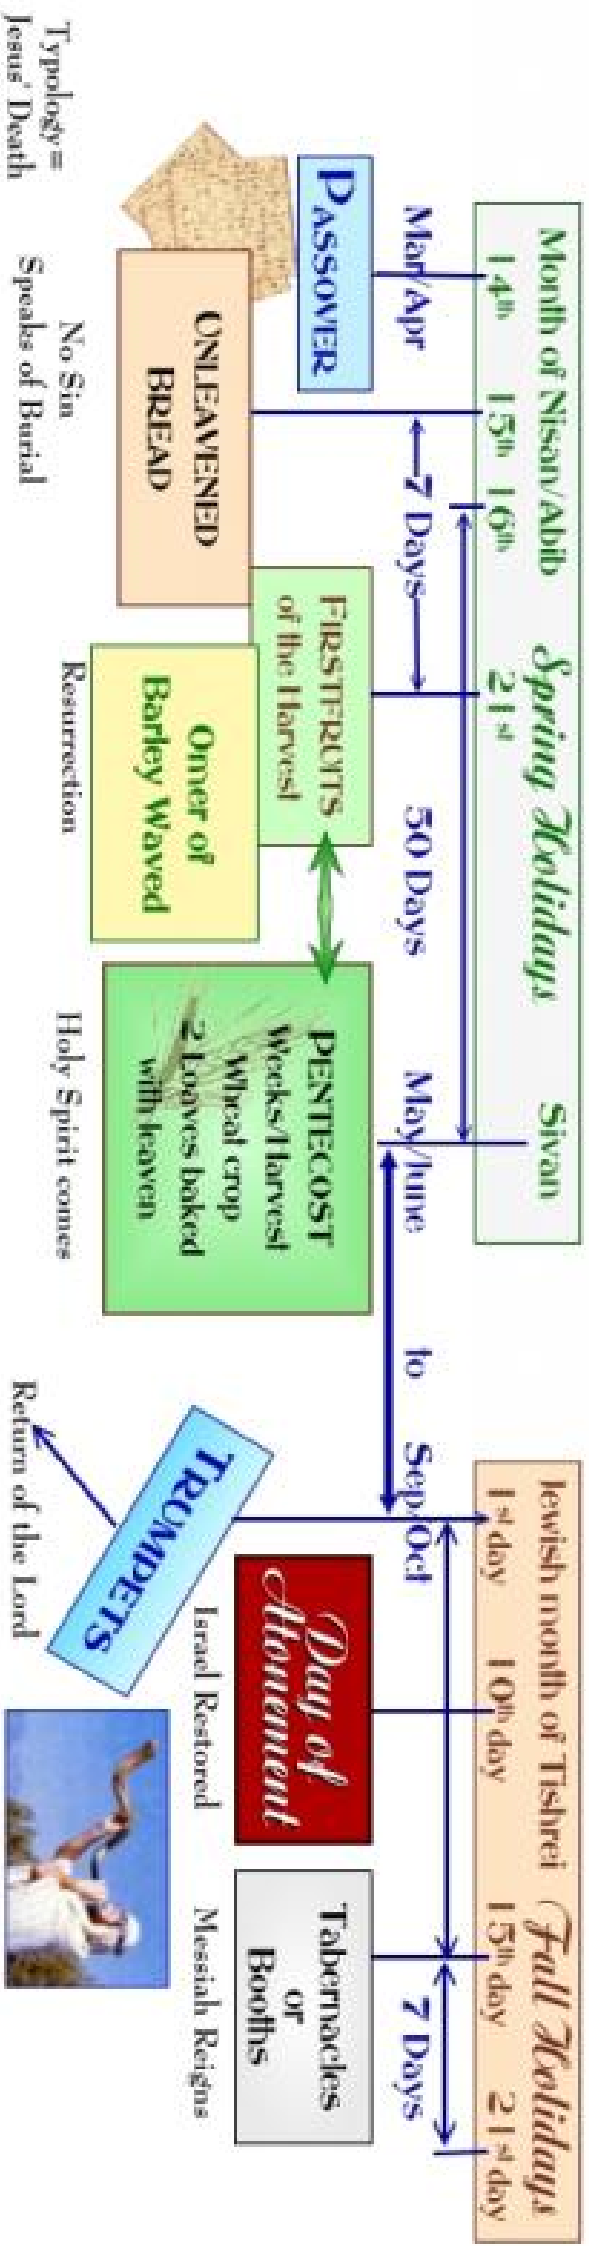 Month of Nisan/Abib Spring Holidays Sivan
14th 15th 16th 21st
Jewish month of Tishrei Fall Holidays
1st day 10th day 15th day 21st day
Mar/Apr 7 Days 50 Days May/June to Sep/Oct 7 Days
PASSOVER
UNLEAVENED
BREAD
FIRSTFRUITS
of the Harvest
Omer of
Barley Waved
PENTECOST
Weeks/Harvest
Wheat crop
2 Loaves baked
with leaven
TRUMPETS
Day of
Atonement
Tabernacles
or
Booths
Typology =
Jesus' Death
No Sin
Speaks of Burial
Resurrection
Holy Spirit comes
Return of the Lord
Israel Restored
Messiah Reigns